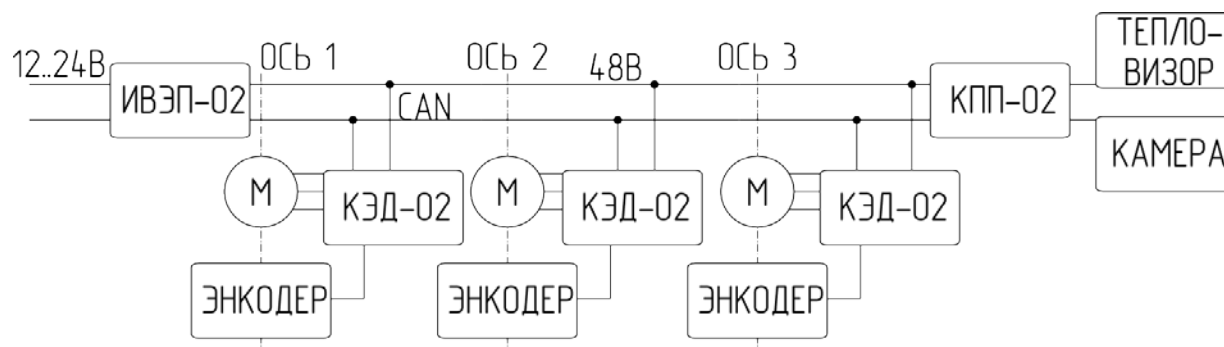 12..24В
ИВЭП-02
ОСЬ 1
CAN
ОСЬ 2
48В
ОСЬ 3
КПП-02
ТЕПЛО-
ВИЗОР
КАМЕРА
М
КЭД-02
М
КЭД-02
М
КЭД-02
ЭНКОДЕР
ЭНКОДЕР
ЭНКОДЕР